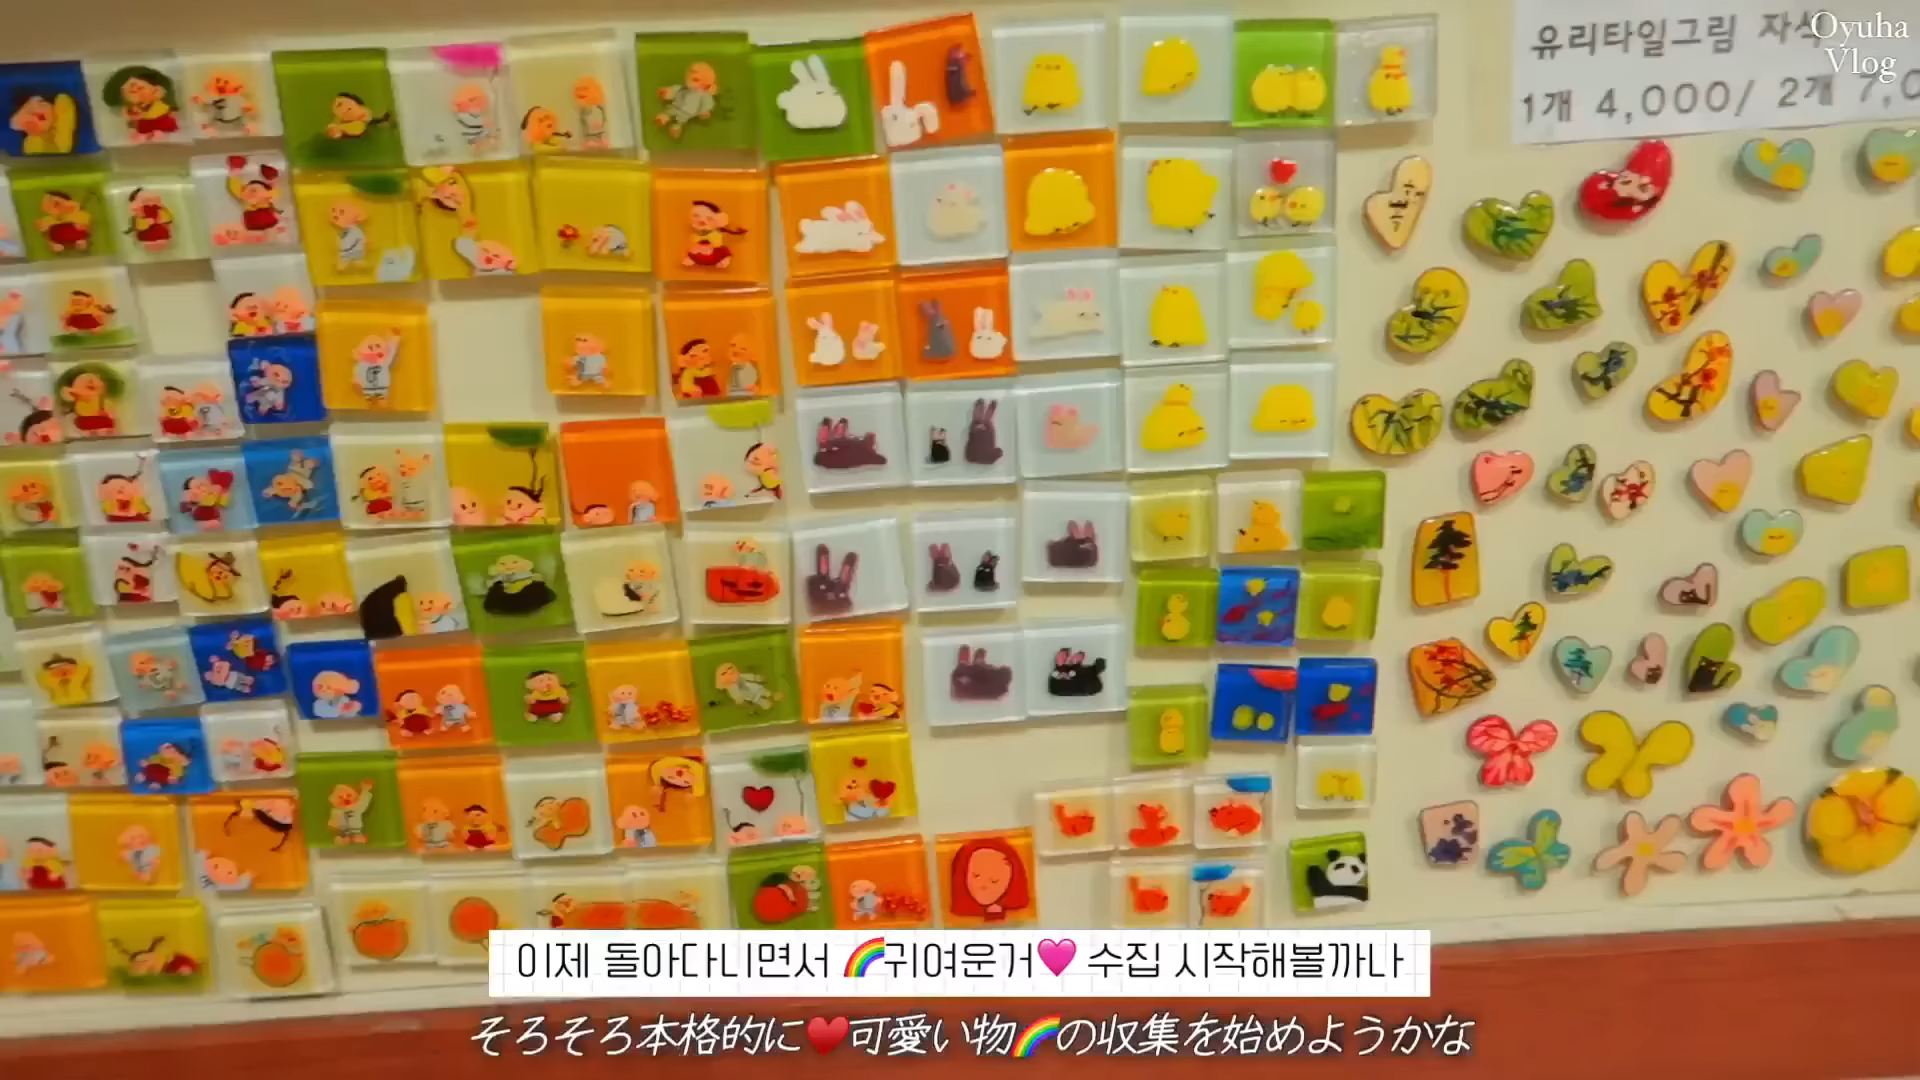 유리타일그림 자석
1개 4,000/ 2개 7,0
Oyuha
Vlog
이제 돌아다니면서 🌈귀여운거💗 수집 시작해볼까나
そろそろ本格的に♥️可愛い物🌈の収集を始めようかな